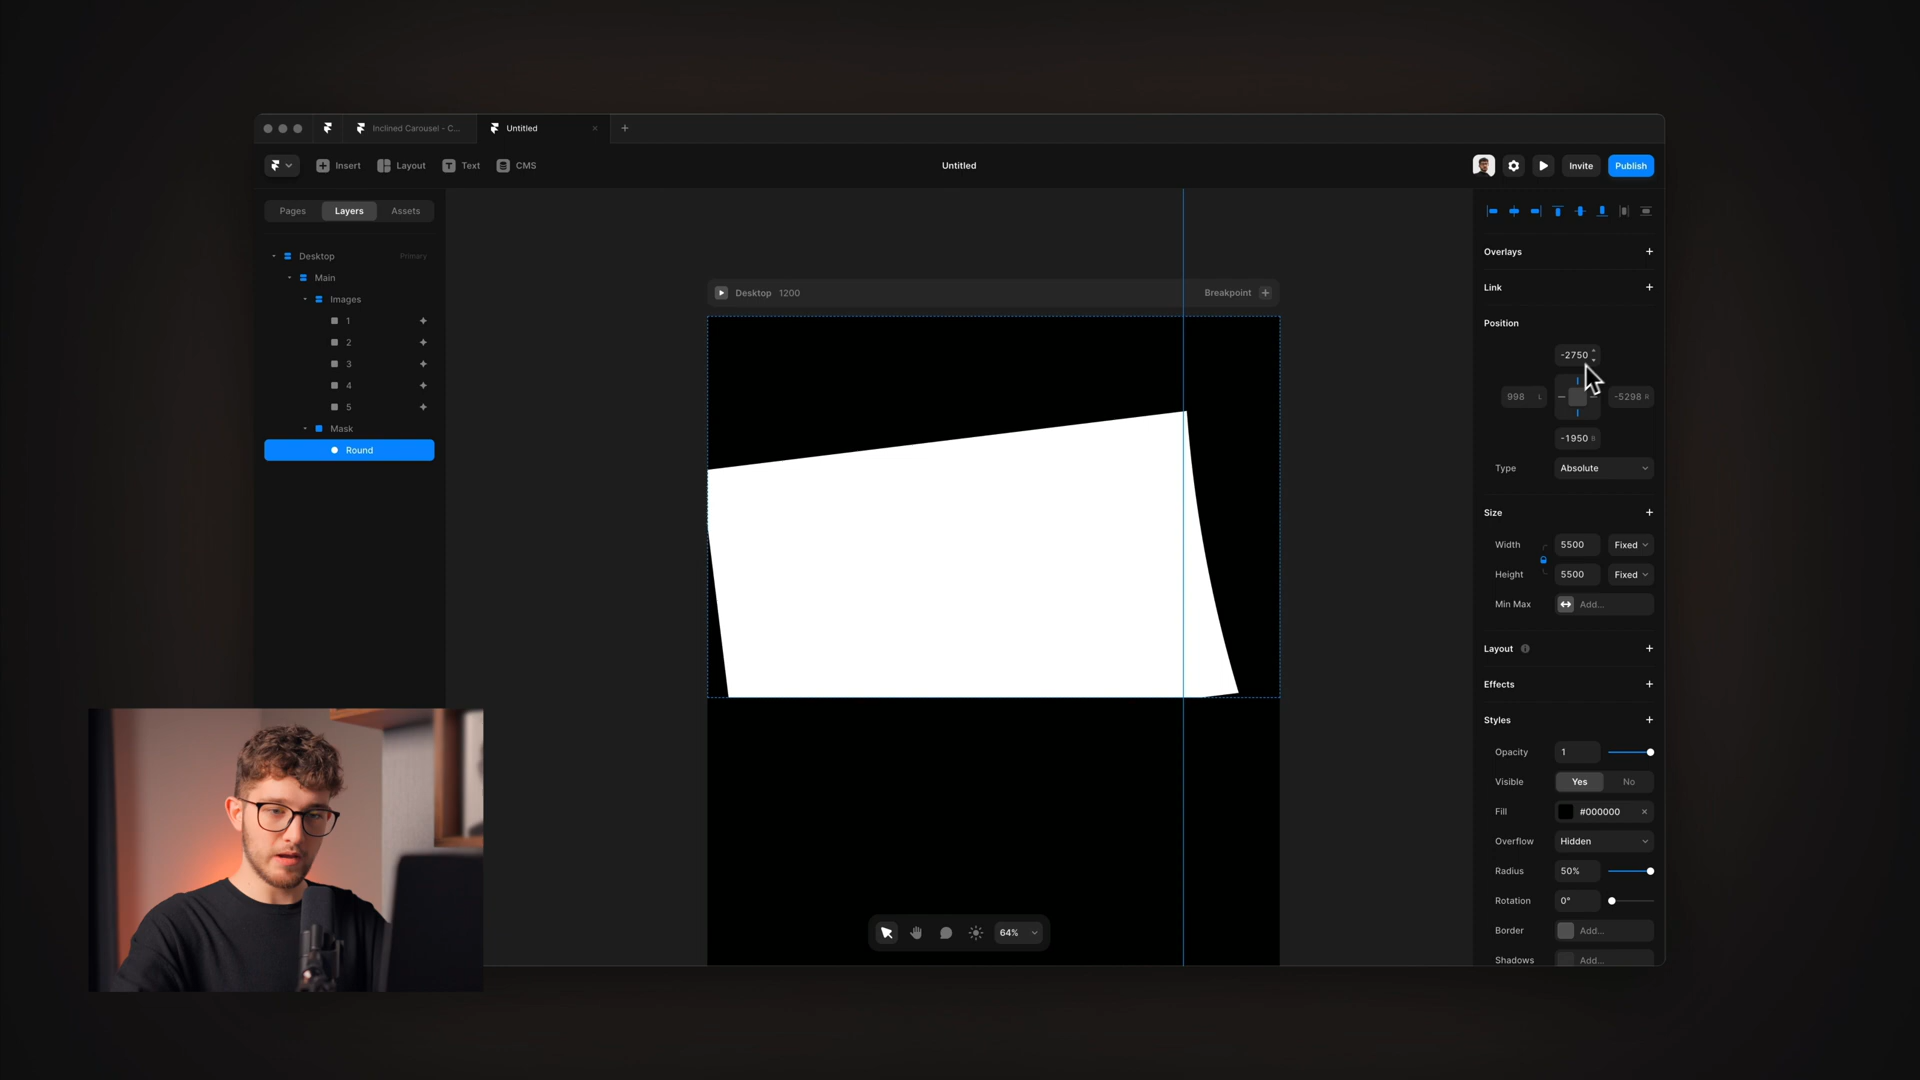 Inclined Carousel - C...
Untitled
Insert
Layout
Text
CMS
Untitled
Invite
Publish
Pages
Layers
Assets
Desktop
Primary
Main
Images
1
2
3
4
5
Mask
Round
Desktop 1200
Breakpoint
64%
Overlays
Link
Position
-2750
998 L
-5298 R
-1950 B
Type
Absolute
Size
Width
5500
Fixed
Height
5500
Fixed
Min Max
Add...
Layout
Effects
Styles
Opacity
1
Visible
Yes
No
Fill
#000000
Overflow
Hidden
Radius
50%
Rotation
0°
Border
Add...
Shadows
Add...